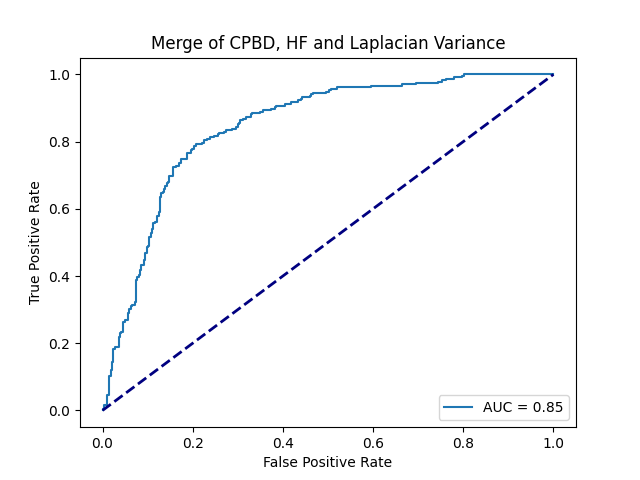 Merge of CPBD, HF and Laplacian Variance
1.0
0.8
0.6
0.4
0.2
0.0
True Positive Rate
AUC = 0.85
0.0 0.2 0.4 0.6 0.8 1.0
False Positive Rate